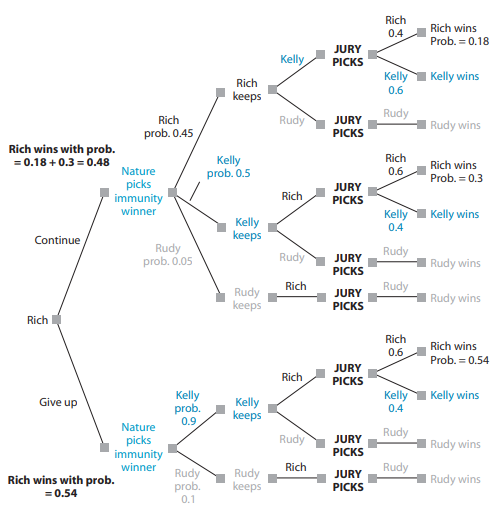 Rich
0.4
Rich wins
Prob. = 0.18
JURY
PICKS
Kelly
Kelly
0.6
Kelly wins
Rich
keeps
Rudy
JURY
PICKS
Rudy
Rudy wins
Rich
prob. 0.45
Rich wins with prob.
= 0.18 + 0.3 = 0.48
Nature
picks
immunity
winner
Kelly
prob. 0.5
Rich
0.6
Rich wins
Prob. = 0.3
Rich
JURY
PICKS
Kelly
0.4
Kelly wins
Kelly
keeps
Continue
Rudy
prob. 0.05
Rudy
JURY
PICKS
Rudy
Rudy wins
Rudy
keeps
Rich
JURY
PICKS
Rudy
Rudy wins
Rich
Rich
0.6
Rich wins
Prob. = 0.54
Rich
JURY
PICKS
Give up
Kelly
prob.
0.9
Kelly
keeps
Kelly
0.4
Kelly wins
Nature
picks
immunity
winner
Rudy
JURY
PICKS
Rudy
Rudy wins
Rich wins with prob.
= 0.54
Rudy
prob.
0.1
Rudy
keeps
Rich
JURY
PICKS
Rudy
Rudy wins